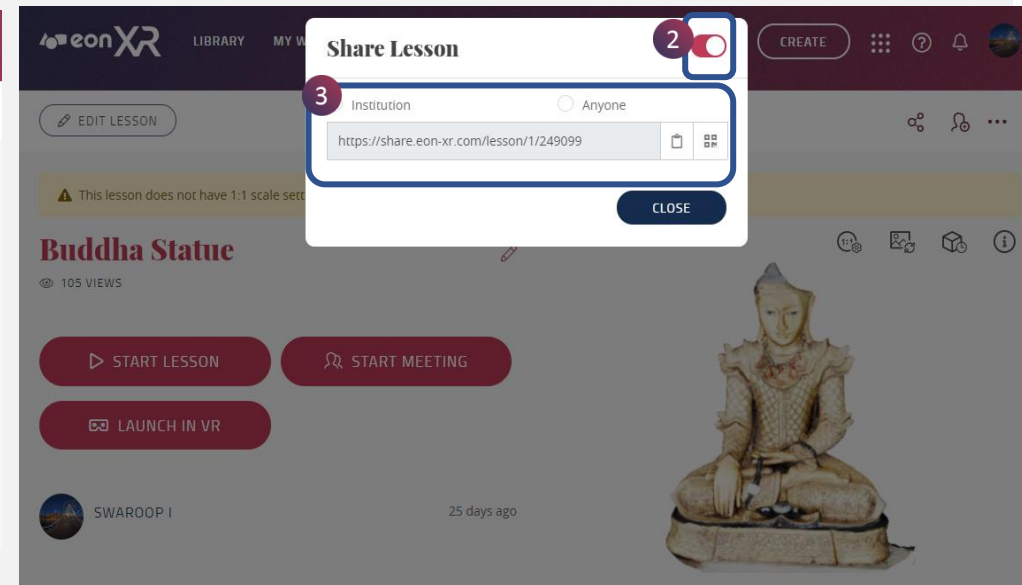 eonXR LIBRARY MY W CREATE
Share Lesson 2
3 Institution Anyone
https://share.eon-xr.com/lesson/1/249099
CLOSE
EDIT LESSON
This lesson does not have 1:1 scale sett
Buddha Statue
105 VIEWS
1:1
START LESSON START MEETING
LAUNCH IN VR
SWAROOP I 25 days ago